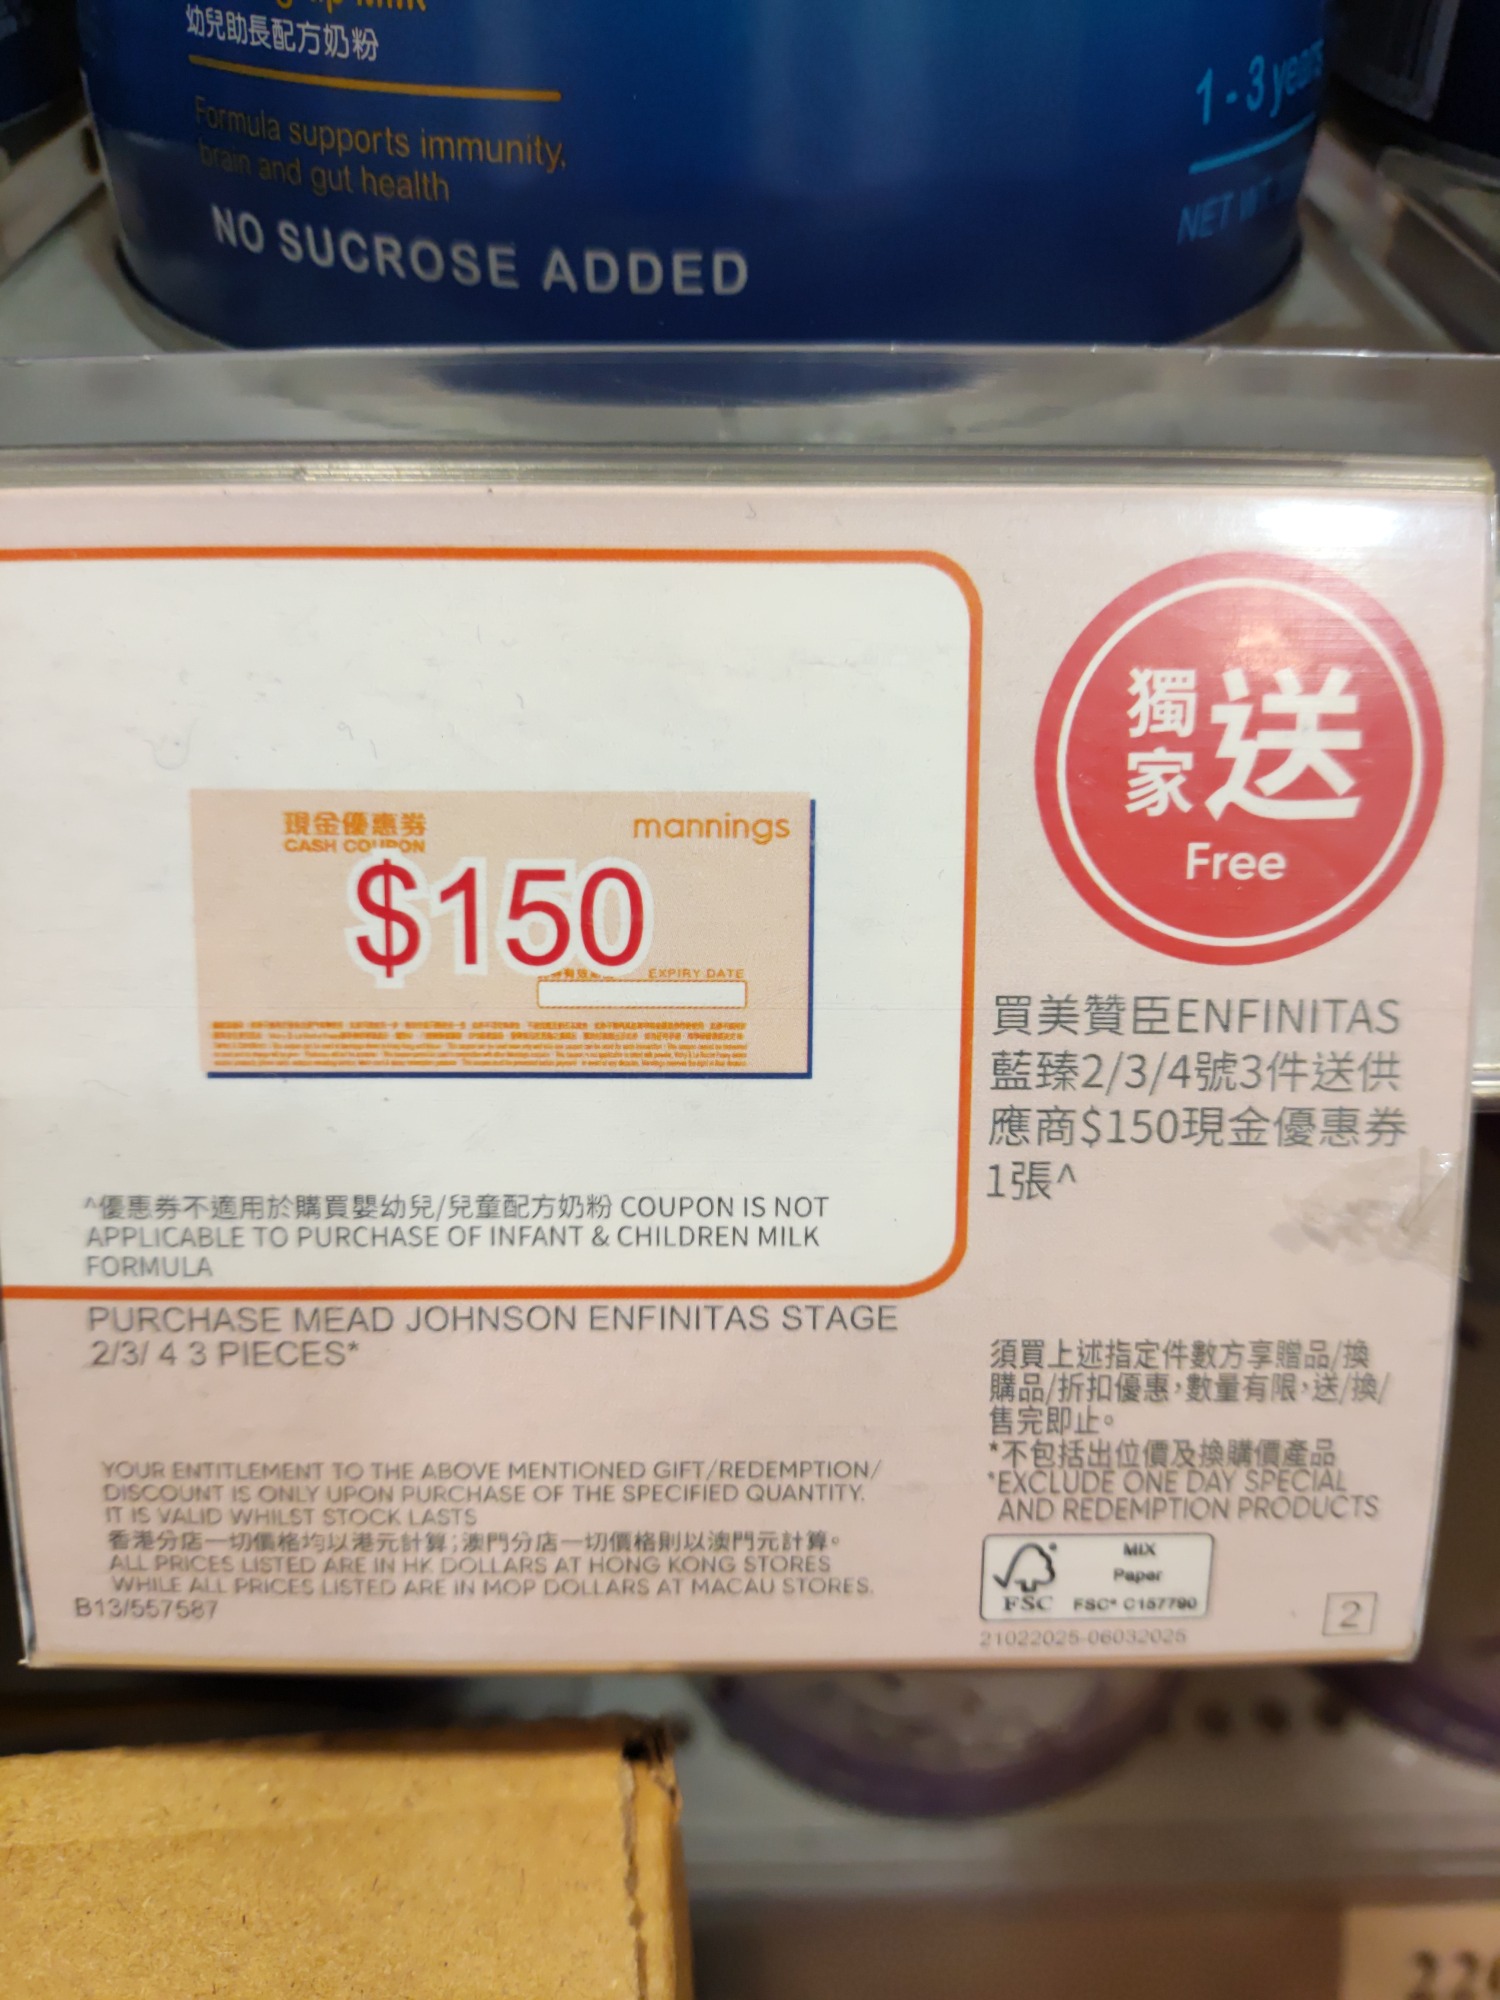 幼兒助長配方奶粉
Formula supports immunity,
brain and gut health
NO SUCROSE ADDED
1-3 years
NET
獨家送
Free
現金優惠券
CASH COUPON
mannings
$150
EXPIRY DATE
^優惠券不適用於購買嬰幼兒/兒童配方奶粉 COUPON IS NOT
APPLICABLE TO PURCHASE OF INFANT & CHILDREN MILK
FORMULA
PURCHASE MEAD JOHNSON ENFINITAS STAGE
2/3/ 4 3 PIECES*
買美贊臣ENFINITAS
藍臻2/3/4號3件送供
應商$150現金優惠券
1張^
須買上述指定件數方享贈品/換
購品/折扣優惠，數量有限，送/換/
售完即止。
*不包括出位價及換購價產品
*EXCLUDE ONE DAY SPECIAL
AND REDEMPTION PRODUCTS
YOUR ENTITLEMENT TO THE ABOVE MENTIONED GIFT/REDEMPTION/
DISCOUNT IS ONLY UPON PURCHASE OF THE SPECIFIED QUANTITY.
IT IS VALID WHILST STOCK LASTS
香港分店一切價格均以港元計算；澳門分店一切價格則以澳門元計算。
ALL PRICES LISTED ARE IN HK DOLLARS AT HONG KONG STORES
WHILE ALL PRICES LISTED ARE IN MOP DOLLARS AT MACAU STORES.
B13/557587
MIX
Paper
FSC
FSC® C157790
21022025-06032025
2